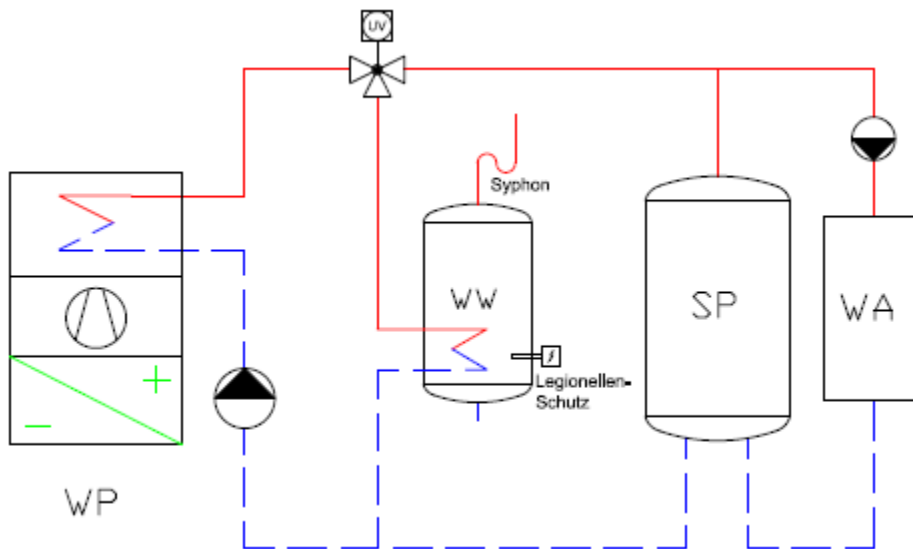 UV
Syphon
WW
SP
WA
Legionellen-
Schutz
+
-
WP